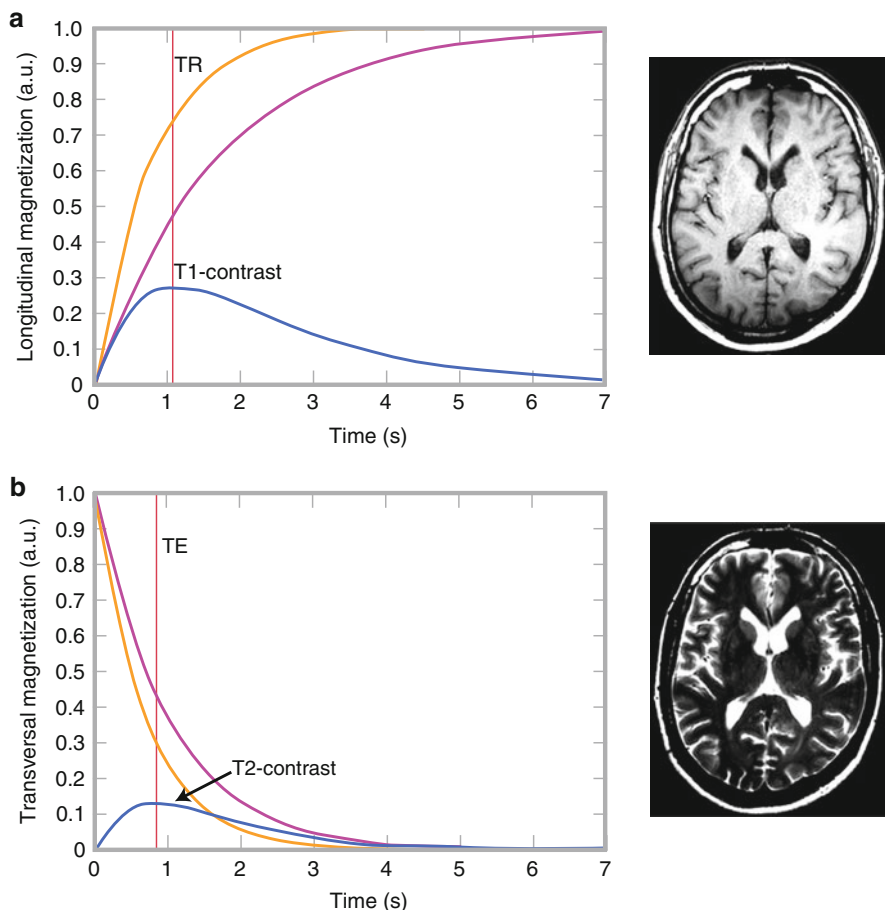 a
1.0
0.9
0.8
0.7
0.6
0.5
0.4
0.3
0.2
0.1
0
Longitudinal magnetization (a.u.)
TR
T1-contrast
0 1 2 3 4 5 6 7
Time (s)
b
1.0
0.9
0.8
0.7
0.6
0.5
0.4
0.3
0.2
0.1
0
Transversal magnetization (a.u.)
TE
T2-contrast
0 1 2 3 4 5 6 7
Time (s)